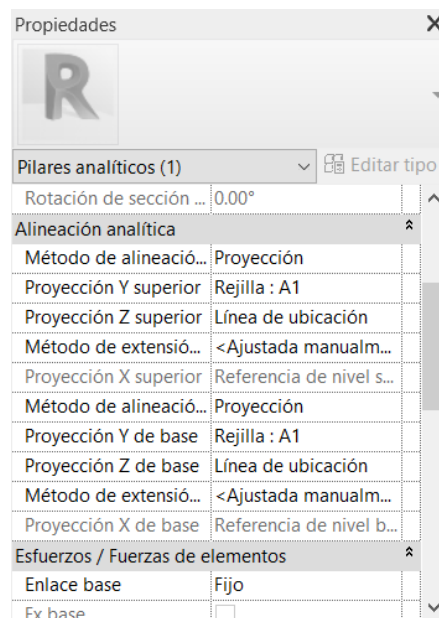 Propiedades
R
Pilares analíticos (1) Editar tipo
Rotación de sección ... 0.00°
Alineación analítica
Método de alineació... Proyección
Proyección Y superior Rejilla : A1
Proyección Z superior Línea de ubicación
Método de extensió... <Ajustada manualm...
Proyección X superior Referencia de nivel s...
Método de alineació... Proyección
Proyección Y de base Rejilla : A1
Proyección Z de base Línea de ubicación
Método de extensió... <Ajustada manualm...
Proyección X de base Referencia de nivel b...
Esfuerzos / Fuerzas de elementos
Enlace base Fijo
Fx base